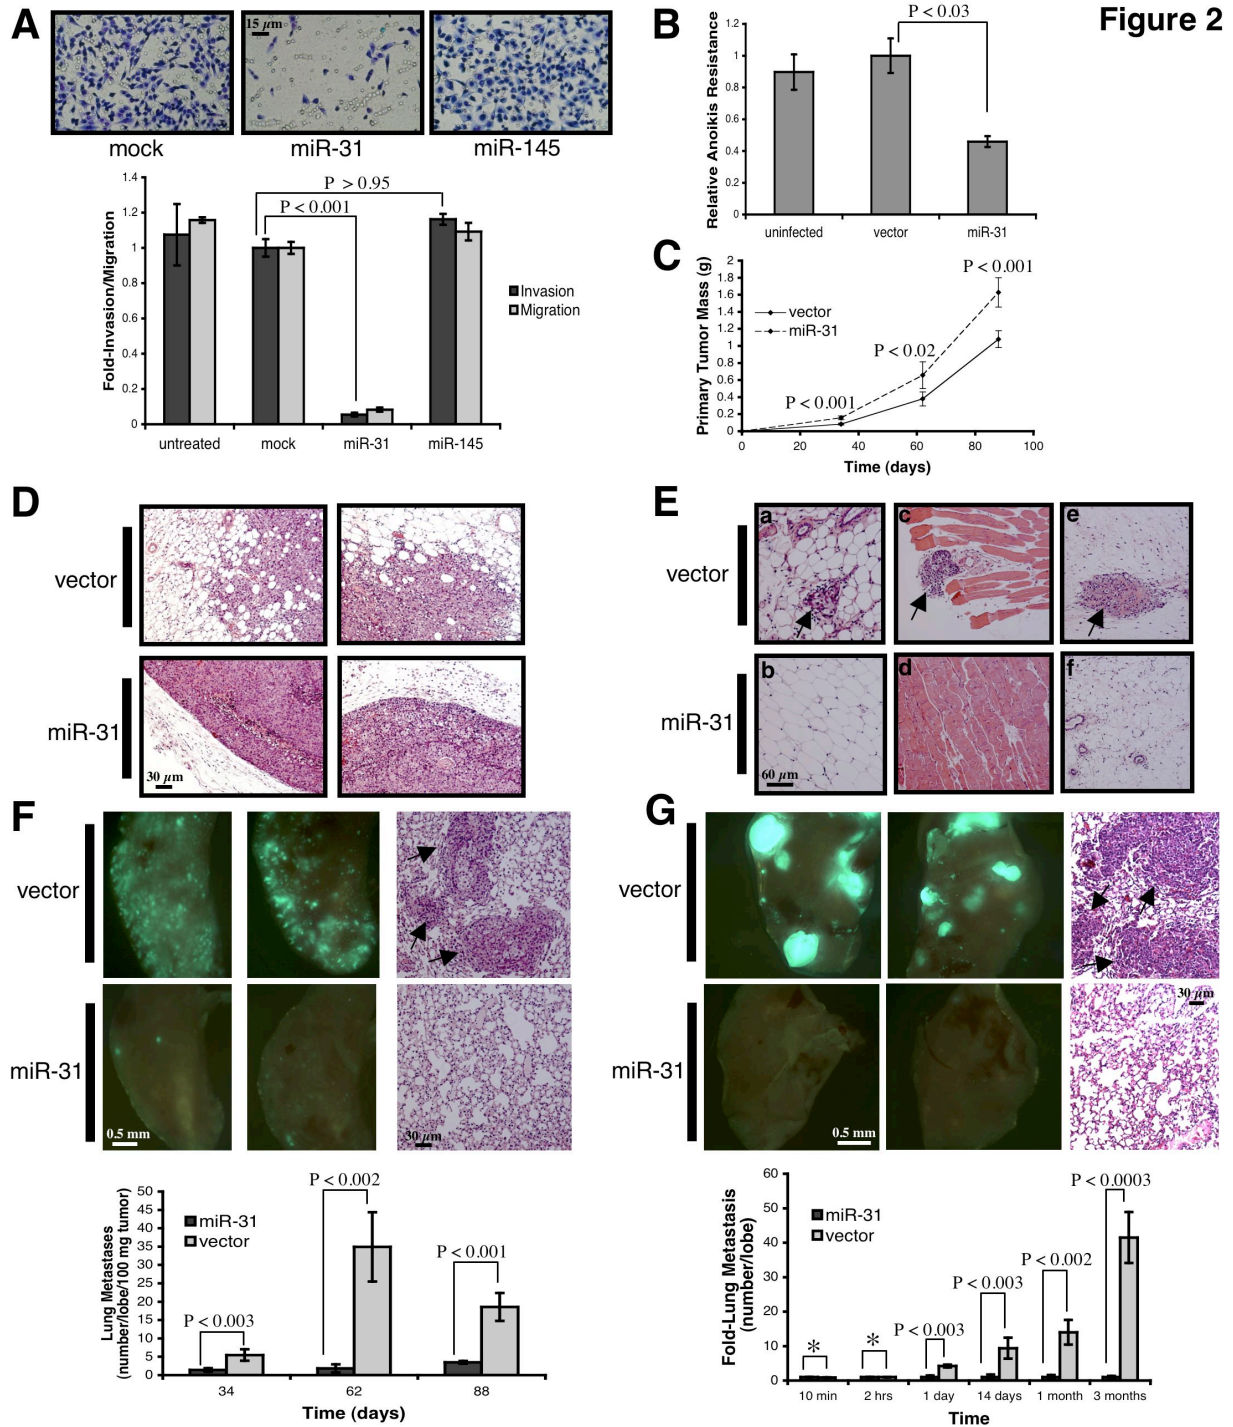 Figure 2
A
15 µm
mock
miR-31
miR-145
Fold-Invasion/Migration
1.4
1.2
1
0.8
0.6
0.4
0.2
0
P > 0.95
P < 0.001
Invasion
Migration
untreated
mock
miR-31
miR-145
B
Relative Anoikis Resistance
1.2
1
0.8
0.6
0.4
0.2
0
P < 0.03
uninfected
vector
miR-31
C
Primary Tumor Mass (g)
2
1.8
1.6
1.4
1.2
1
0.8
0.6
0.4
0.2
0
vector
miR-31
P < 0.001
P < 0.02
P < 0.001
0
20
40
60
80
100
Time (days)
D
vector
miR-31
30 µm
E
vector
miR-31
a
c
e
b
d
f
60 µm
F
vector
miR-31
0.5 mm
30 µm
Lung Metastases
(number/lobe/100 mg tumor)
50
45
40
35
30
25
20
15
10
5
0
miR-31
vector
P < 0.003
P < 0.002
P < 0.001
34
62
88
Time (days)
G
vector
miR-31
0.5 mm
30 µm
Fold-Lung Metastasis
(number/lobe)
60
50
40
30
20
10
0
miR-31
vector
*
*
P < 0.003
P < 0.003
P < 0.002
P < 0.0003
10 min
2 hrs
1 day
14 days
1 month
3 months
Time